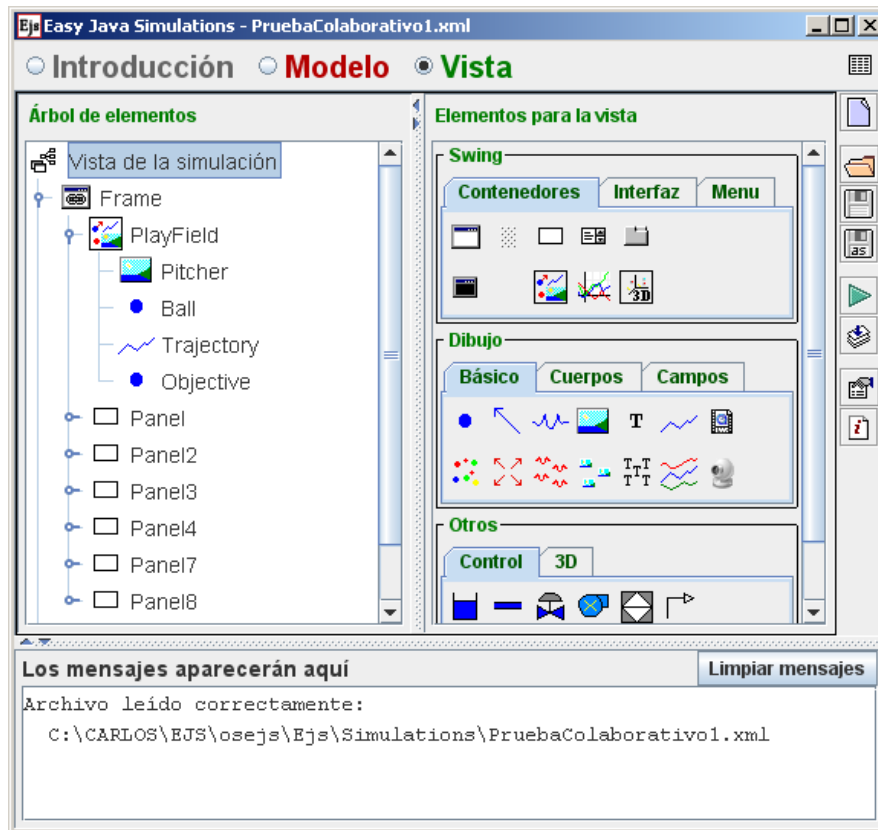 Ejs Easy Java Simulations - PruebaColaborativo1.xml
Introducción Modelo Vista
Árbol de elementos
Vista de la simulación
Frame
PlayField
Pitcher
Ball
Trajectory
Objective
Panel
Panel2
Panel3
Panel4
Panel7
Panel8
Elementos para la vista
Swing
Contenedores Interfaz Menu
3D
Dibujo
Básico Cuerpos Campos
T
T T T T T
Otros
Control 3D
as
i
Los mensajes aparecerán aquí
Limpiar mensajes
Archivo leído correctamente:
C:\CARLOS\EJS\osejs\Ejs\Simulations\PruebaColaborativo1.xml